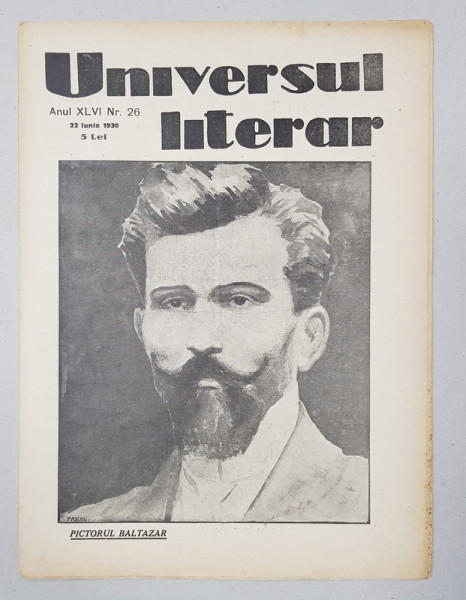 Universul
literar
Anul XLVI Nr. 26
22 Iunie 1930
5 Lei
PICTORUL BALTAZAR